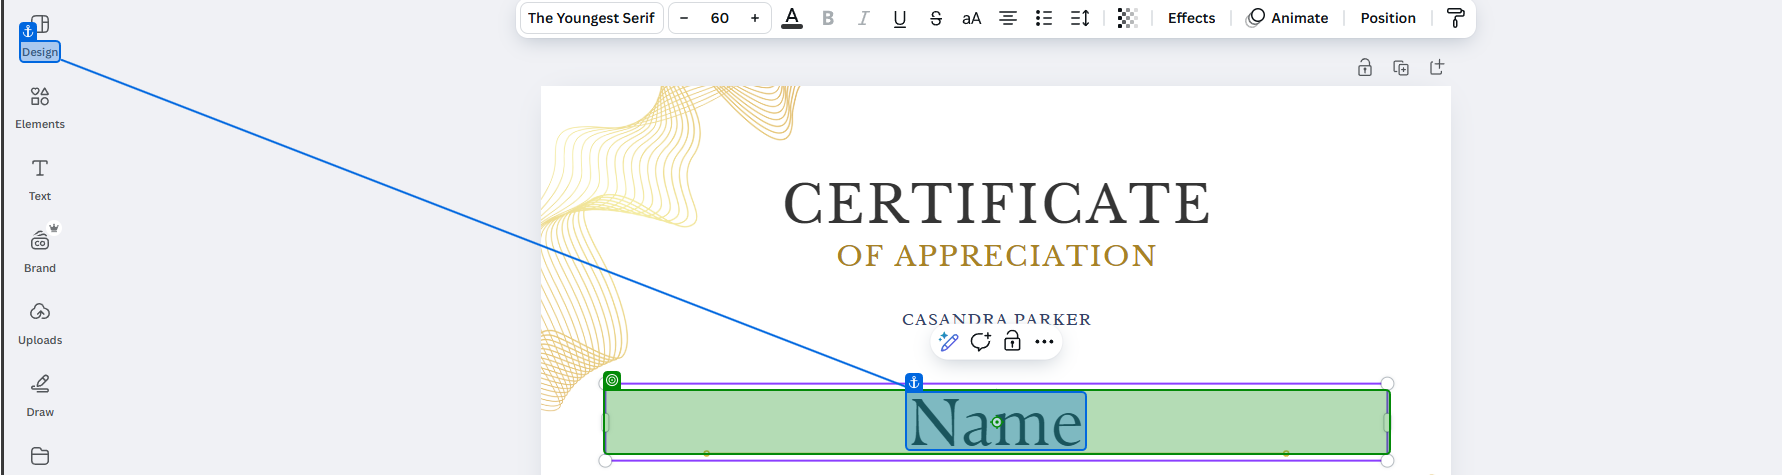 The Youngest Serif
– 60 +
A B I U S aA
Effects
Animate
Position
Design
Elements
Text
Brand
CO
Uploads
Draw
CERTIFICATE
OF APPRECIATION
CASANDRA PARKER
Name